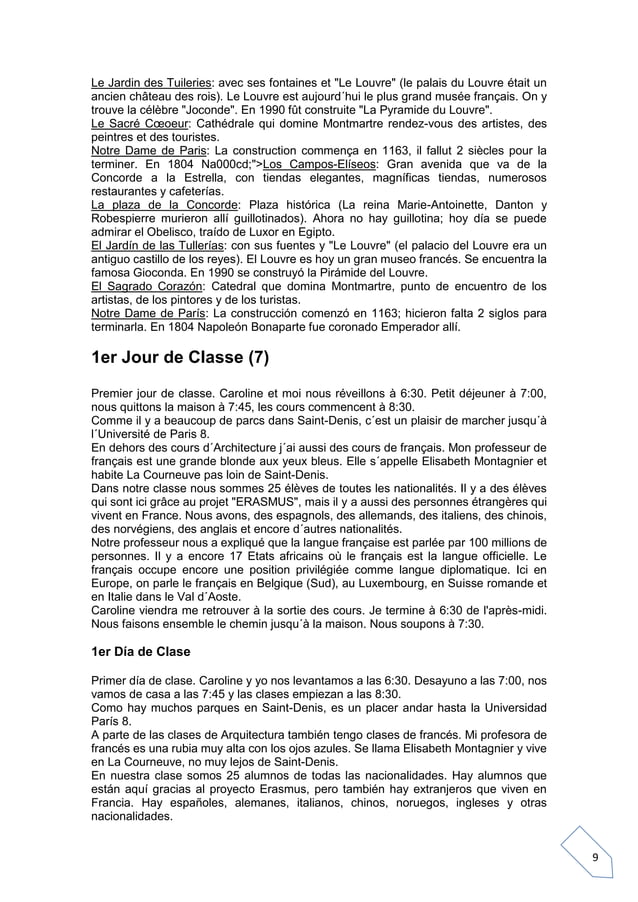 Le Jardin des Tuileries: avec ses fontaines et "Le Louvre" (le palais du Louvre était un
ancien château des rois). Le Louvre est aujourd´hui le plus grand musée français. On y
trouve la célèbre "Joconde". En 1990 fût construite "La Pyramide du Louvre".
Le Sacré Cœoeur: Cathédrale qui domine Montmartre rendez-vous des artistes, des
peintres et des touristes.
Notre Dame de Paris: La construction commença en 1163, il fallut 2 siècles pour la
terminer. En 1804 Na000cd;">Los Campos-Elíseos: Gran avenida que va de la
Concorde a la Estrella, con tiendas elegantes, magníficas tiendas, numerosos
restaurantes y cafeterías.
La plaza de la Concorde: Plaza histórica (La reina Marie-Antoinette, Danton y
Robespierre murieron allí guillotinados). Ahora no hay guillotina; hoy día se puede
admirar el Obelisco, traído de Luxor en Egipto.
El Jardín de las Tullerías: con sus fuentes y "Le Louvre" (el palacio del Louvre era un
antiguo castillo de los reyes). El Louvre es hoy un gran museo francés. Se encuentra la
famosa Gioconda. En 1990 se construyó la Pirámide del Louvre.
El Sagrado Corazón: Catedral que domina Montmartre, punto de encuentro de los
artistas, de los pintores y de los turistas.
Notre Dame de París: La construcción comenzó en 1163; hicieron falta 2 siglos para
terminarla. En 1804 Napoleón Bonaparte fue coronado Emperador allí.
1er Jour de Classe (7)
Premier jour de classe. Caroline et moi nous réveillons à 6:30. Petit déjeuner à 7:00,
nous quittons la maison à 7:45, les cours commencent à 8:30.
Comme il y a beaucoup de parcs dans Saint-Denis, c´est un plaisir de marcher jusqu´à
l´Université de Paris 8.
En dehors des cours d´Architecture j´ai aussi des cours de français. Mon professeur de
français est une grande blonde aux yeux bleus. Elle s´appelle Elisabeth Montagnier et
habite La Courneuve pas loin de Saint-Denis.
Dans notre classe nous sommes 25 élèves de toutes les nationalités. Il y a des élèves
qui sont ici grâce au projet "ERASMUS", mais il y a aussi des personnes étrangères qui
vivent en France. Nous avons, des espagnols, des allemands, des italiens, des chinois,
des norvégiens, des anglais et encore d´autres nationalités.
Notre professeur nous a expliqué que la langue française est parlée par 100 millions de
personnes. Il y a encore 17 Etats africains où le français est la langue officielle. Le
français occupe encore une position privilégiée comme langue diplomatique. Ici en
Europe, on parle le français en Belgique (Sud), au Luxembourg, en Suisse romande et
en Italie dans le Val d´Aoste.
Caroline viendra me retrouver à la sortie des cours. Je termine à 6:30 de l'après-midi.
Nous faisons ensemble le chemin jusqu´à la maison. Nous soupons à 7:30.
1er Día de Clase
Primer día de clase. Caroline y yo nos levantamos a las 6:30. Desayuno a las 7:00, nos
vamos de casa a las 7:45 y las clases empiezan a las 8:30.
Como hay muchos parques en Saint-Denis, es un placer andar hasta la Universidad
París 8.
A parte de las clases de Arquitectura también tengo clases de francés. Mi profesora de
francés es una rubia muy alta con los ojos azules. Se llama Elisabeth Montagnier y vive
en La Courneuve, no muy lejos de Saint-Denis.
En nuestra clase somos 25 alumnos de todas las nacionalidades. Hay alumnos que
están aquí gracias al proyecto Erasmus, pero también hay extranjeros que viven en
Francia. Hay españoles, alemanes, italianos, chinos, noruegos, ingleses y otras
nacionalidades.
9